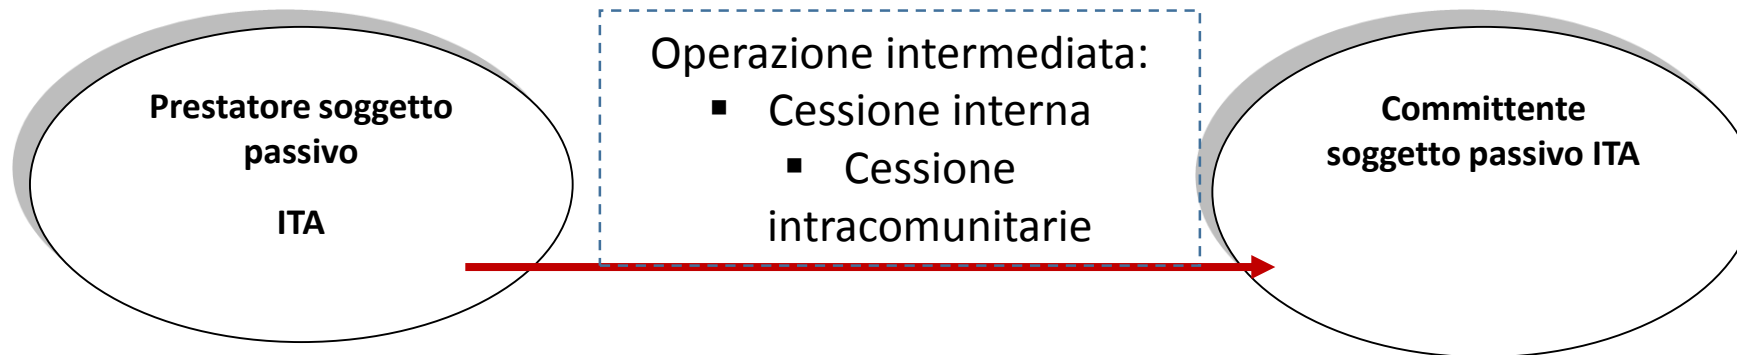 Prestatore soggetto
passivo
ITA
Operazione intermediata:
▪ Cessione interna
▪ Cessione
intracomunitarie
Committente
soggetto passivo ITA